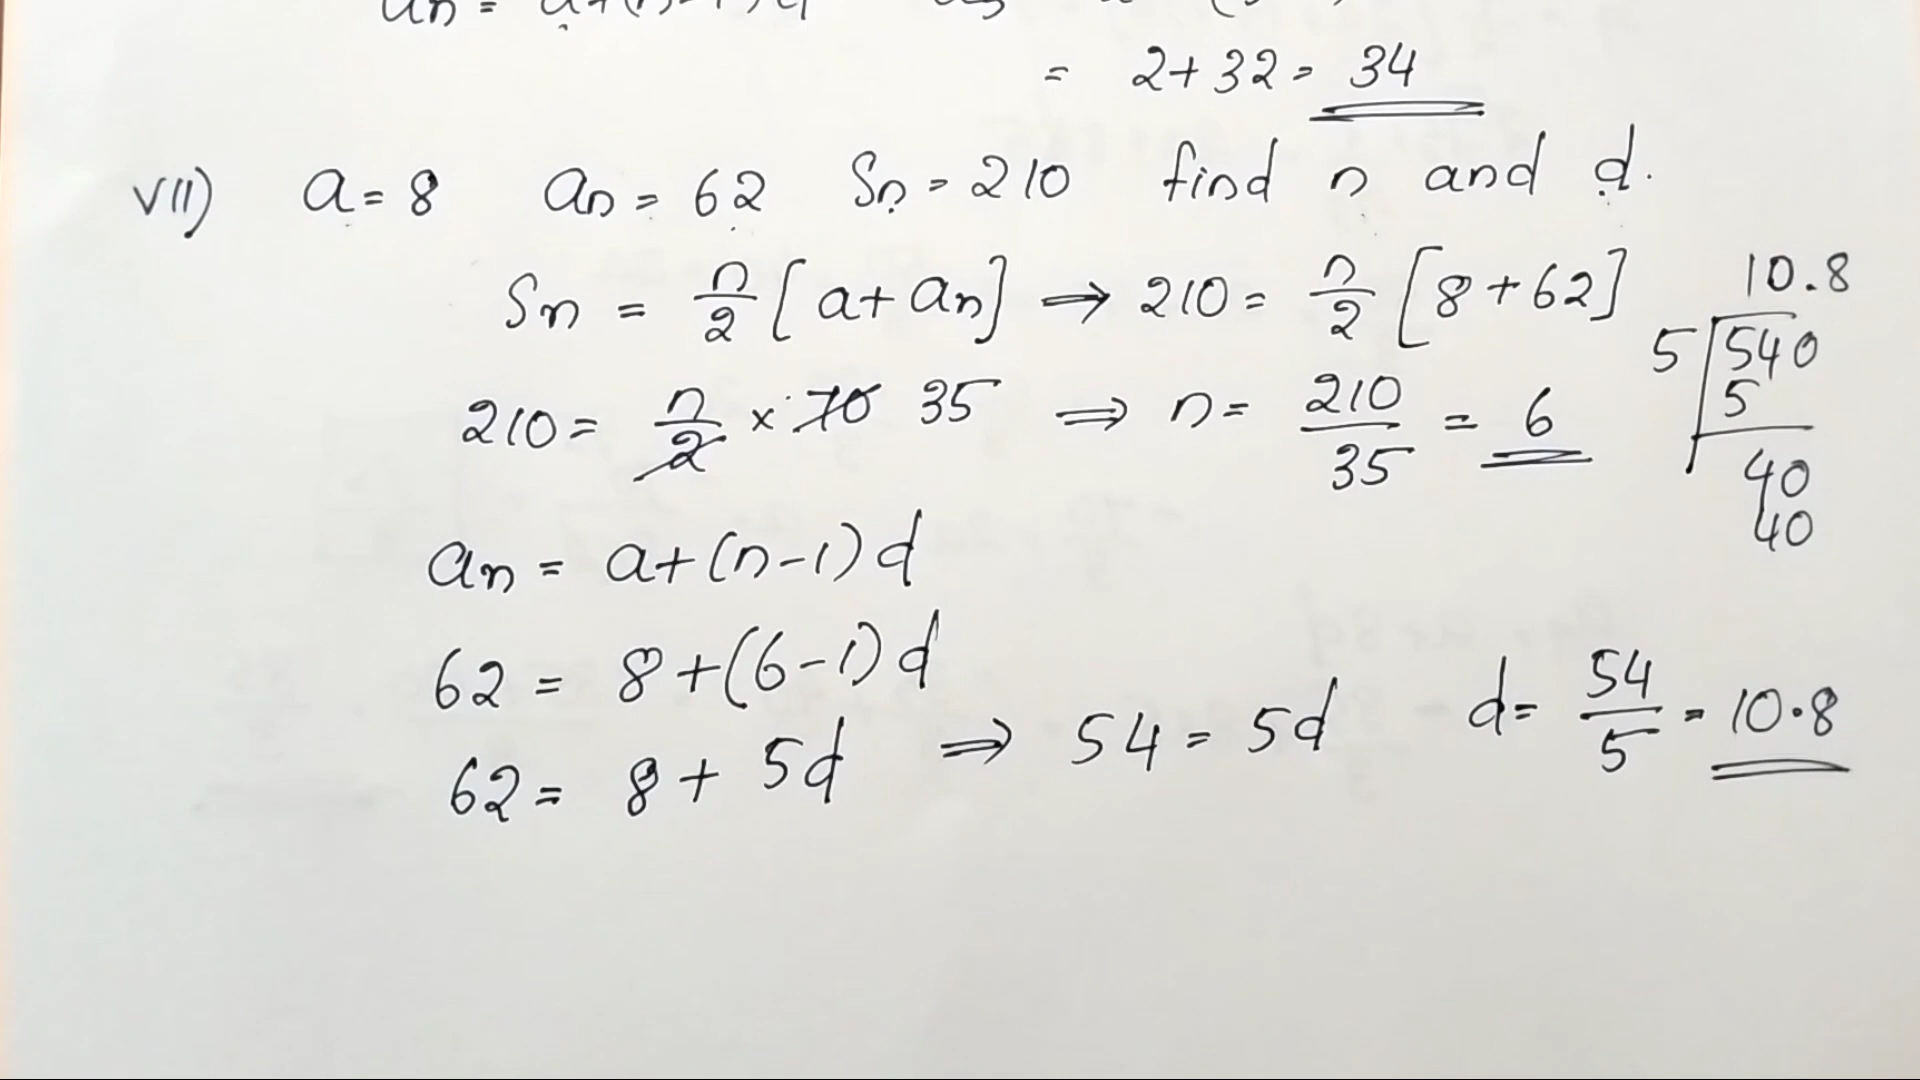 = 2+32 = 34
VII) a = 8 an = 62 Sn = 210 find n and d.
Sn = n/2 [a + an] ⇒ 210 = n/2 [8+62]
210 = n/2 × 70 35 ⇒ n = 210/35 = 6
an = a+(n-1)d
62 = 8+(6-1)d
62 = 8+ 5d ⇒ 54 = 5d d = 54/5 = 10.8
10.8
5 540
5
40
40